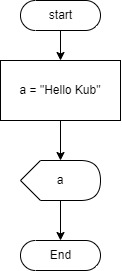 start
a = "Hello Kub"
a
End